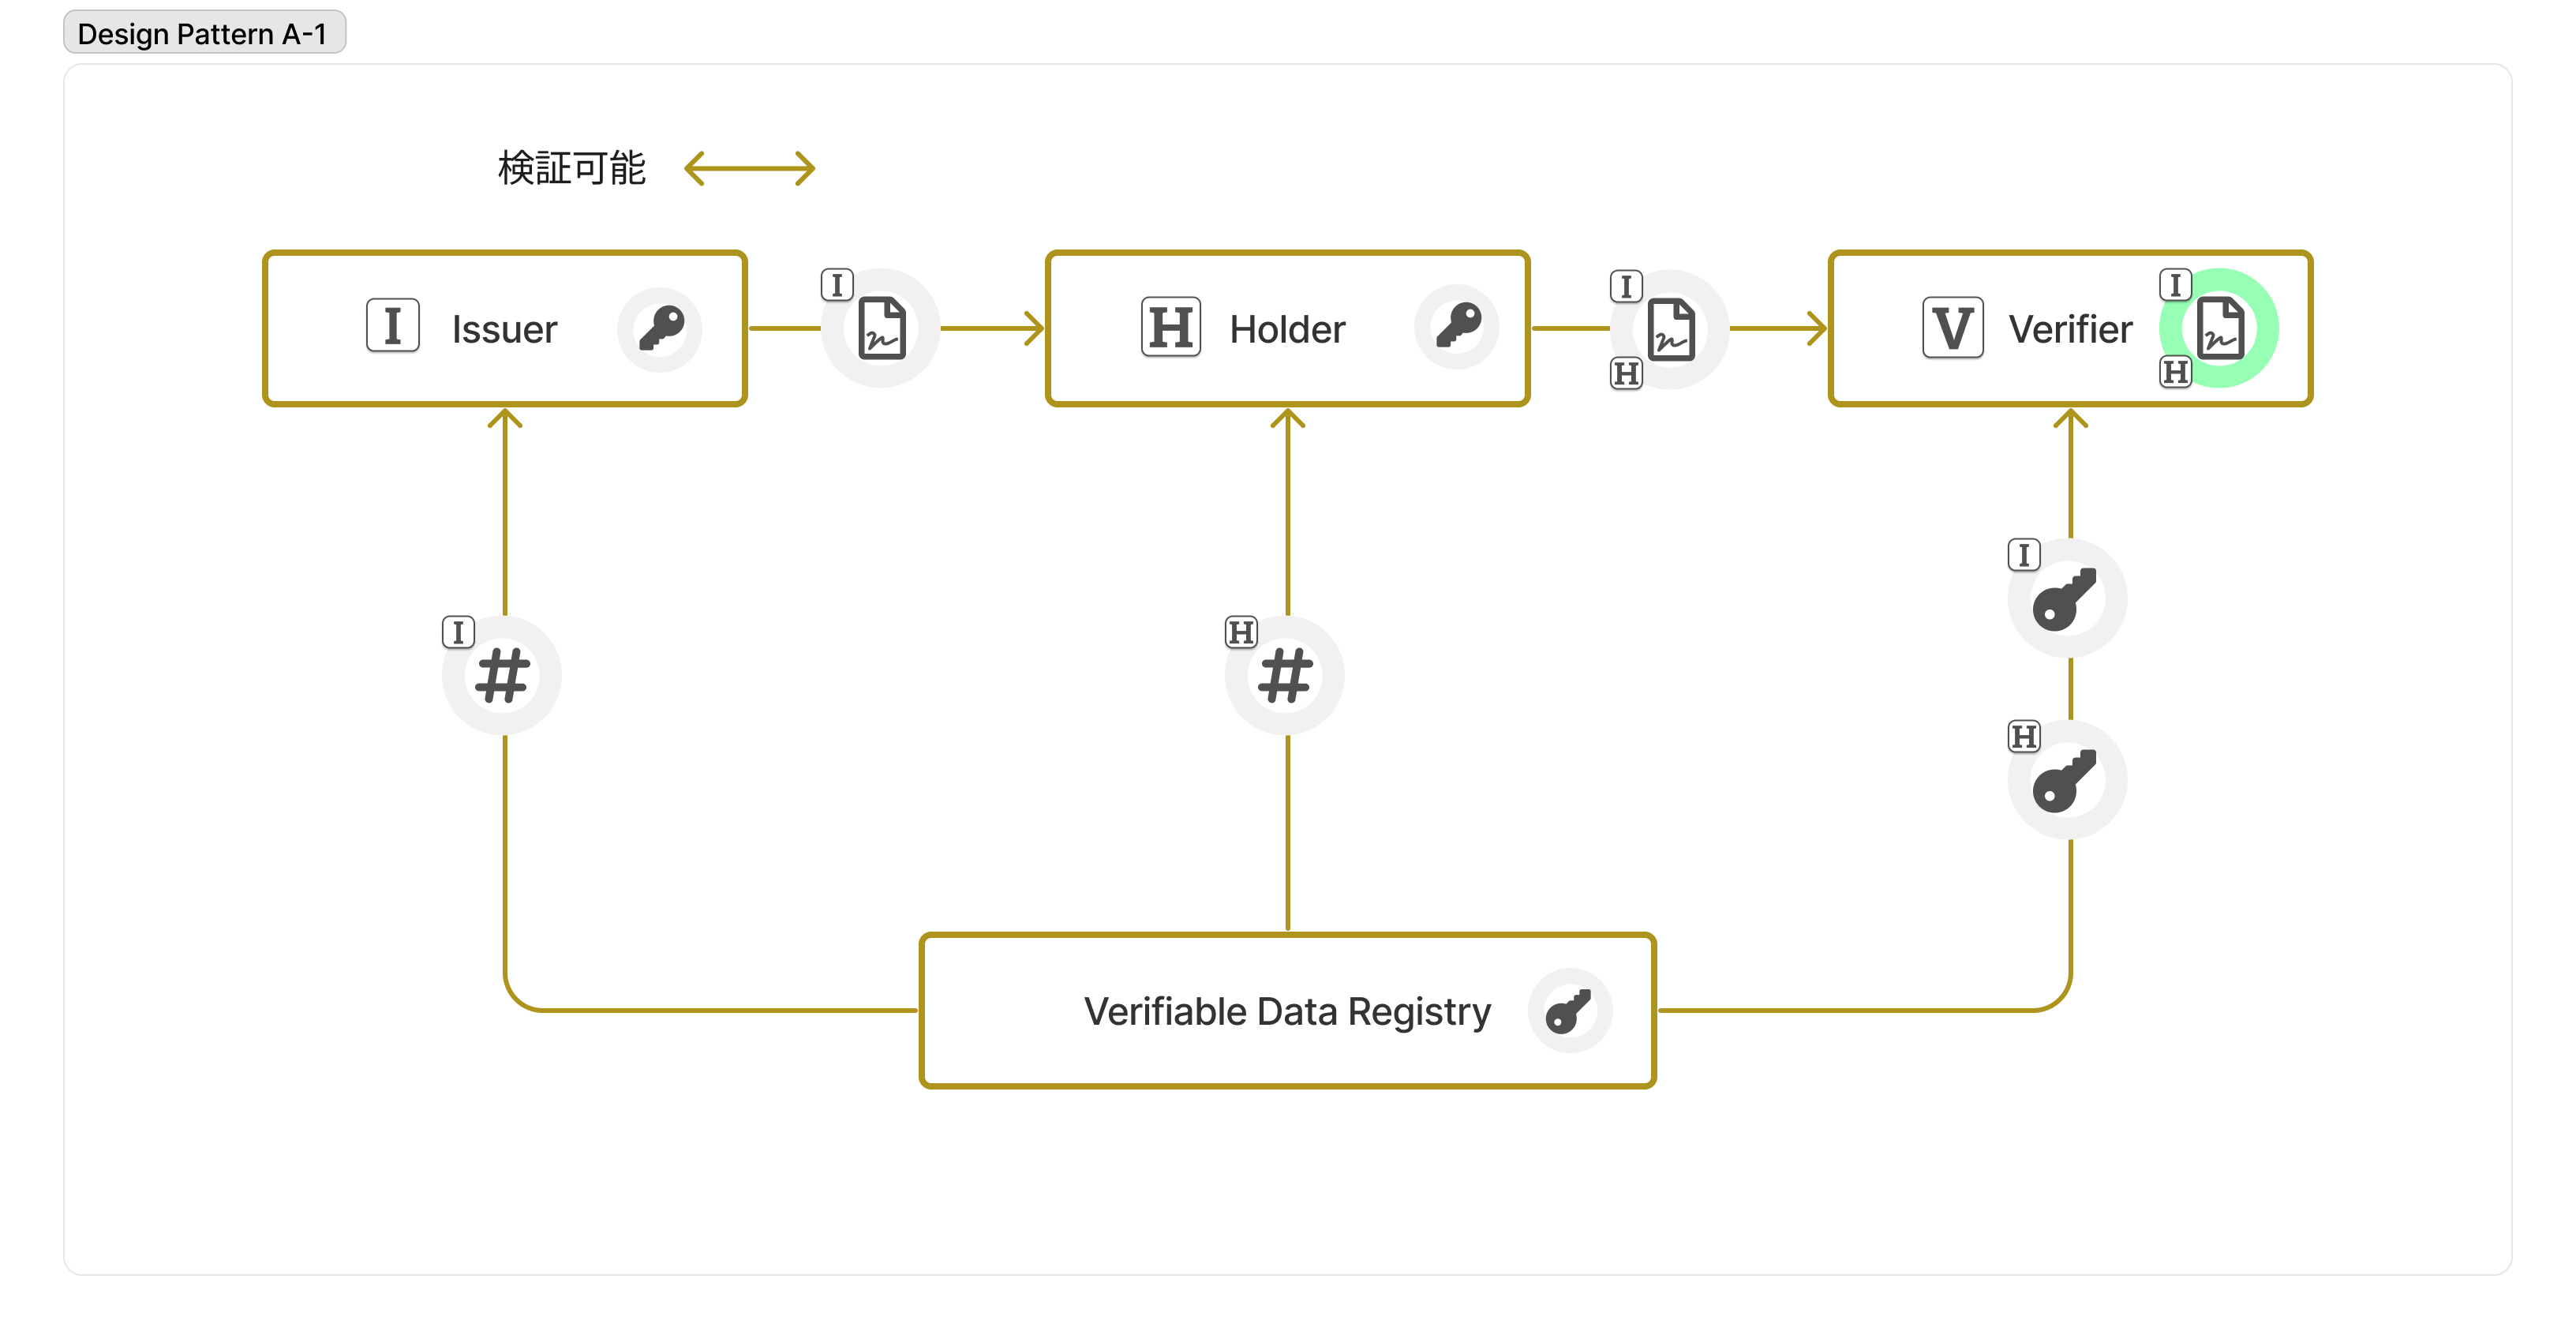 Design Pattern A-1
検証可能
I Issuer
I
H Holder
I
H
V Verifier
I
H
I
I
H
H
Verifiable Data Registry